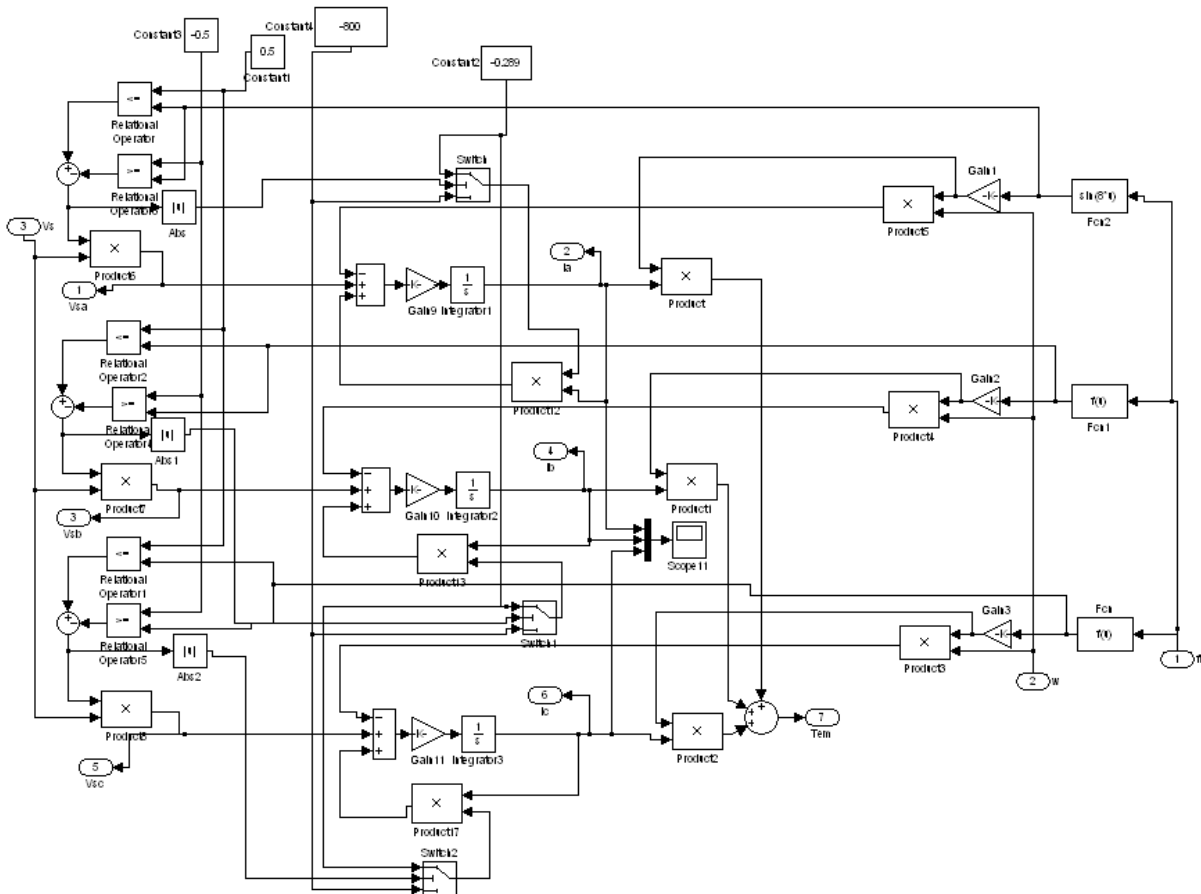 Constant3
-0.5
0.5
Constant1
Constant4
-800
Constant2
-0.289
<=
Relational
Operator
>=
Relational
|u|
Abs
Switch
3
Vs
×
Product6
1
Vsa
Gain9
1
s
Integrator1
2
Ia
×
Product
×
Product5
Gain1
sin(8*u)
Fcn2
<=
Relational
Operator2
>=
Relational
|u|
Abs1
×
Product12
×
Product4
Gain2
f(u)
Fcn1
×
Product7
3
Vsb
Gain10
1
s
Integrator2
4
Ib
×
Product1
Scope11
<=
Relational
Operator1
>=
Relational
Operator5
|u|
Abs2
×
Product13
Switch1
×
Product3
Gain3
f(u)
Fcn
1
2
w
×
5
Vsc
Gain11
1
s
Integrator3
6
Ic
×
Product2
7
Tem
×
Product17
Switch2